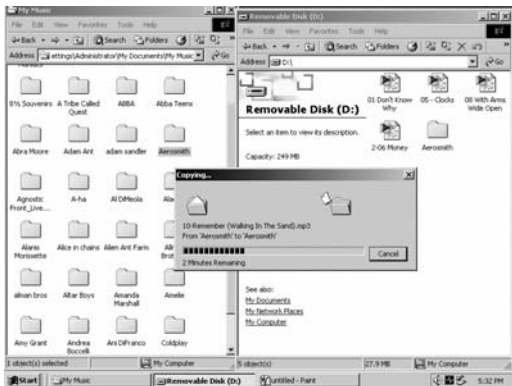 My Music
File Edit View Favorites Tools Help
Back Search Folders
Address ettings\Administrator\My Documents\My Music Go
8½ Souvenirs A Tribe Called Quest ABBA Abba Teens
Abra Moore Adam Ant adam sandler Aerosmith
Agnostic Front_Live... A-ha Al DiMeola
Alanis Morissette Alice in chains Alien Ant Farm
allman bros Altar Boys Amanda Marshall Amelie
Amy Grant Andrea Bocelli Ani DiFranco Coldplay
1 object(s) selected My Computer
Removable Disk (D:)
File Edit View Favorites Tools Help
Back Search Folders
Address D:\ Go
Removable Disk (D:)
Select an item to view its description.
Capacity: 249 MB
01 Don't Know Why 05 - Clocks 08 With Arms Wide Open
2-06 Money Aerosmith
Copying...
10-Remember (Walking In The Sand).mp3
From 'Aerosmith' to 'Aerosmith'
2 Minutes Remaining
Cancel
See also:
My Documents
My Network Places
My Computer
5 object(s) 27.9 MB My Computer
Start My Music Removable Disk (D:) untitled - Paint 5:32 PM